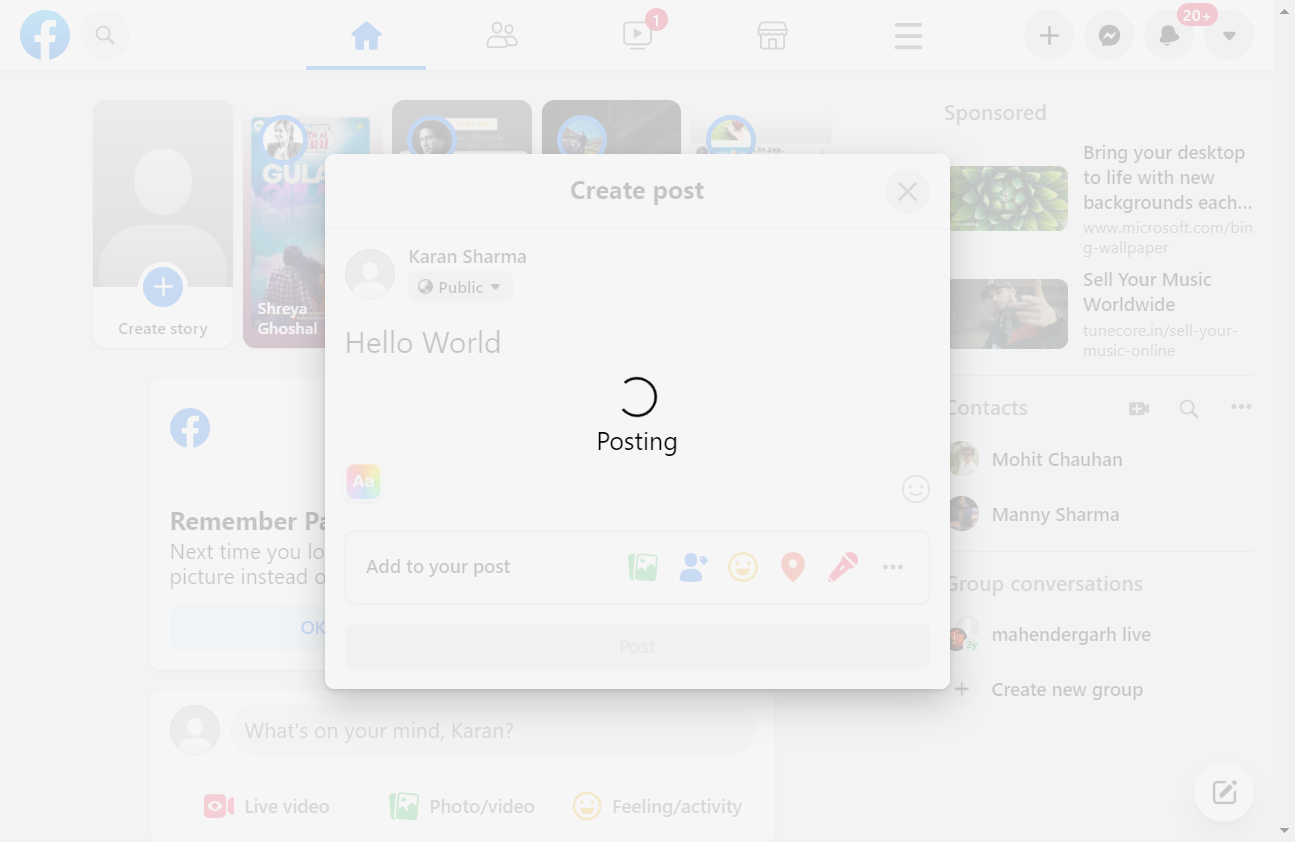 1
20+
Sponsored
Bring your desktop
to life with new
backgrounds each...
www.microsoft.com/bin
g-wallpaper
Sell Your Music
Worldwide
tunecore.in/sell-your-
music-online
Create story
Shreya
Ghoshal
GULA
Create post
Karan Sharma
Public
Hello World
Posting
Aa
Add to your post
Post
Remember Pa
Next time you lo
picture instead o
OK
What's on your mind, Karan?
Live video
Photo/video
Feeling/activity
Contacts
Mohit Chauhan
Manny Sharma
Group conversations
mahendergarh live
Create new group